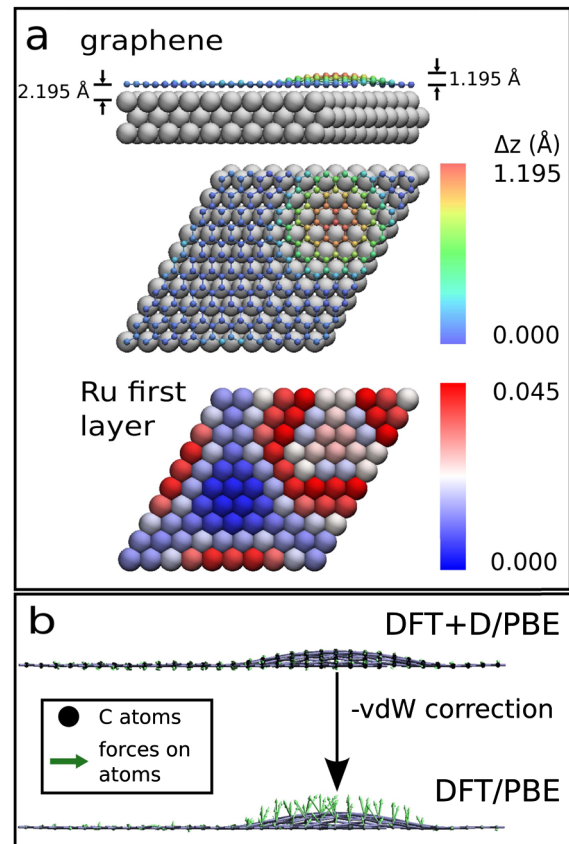 a
graphene
2.195 Å
1.195 Å
Δz (Å)
1.195
0.000
Ru first
layer
0.045
0.000
b
DFT+D/PBE
C atoms
forces on
atoms
-vdW correction
DFT/PBE